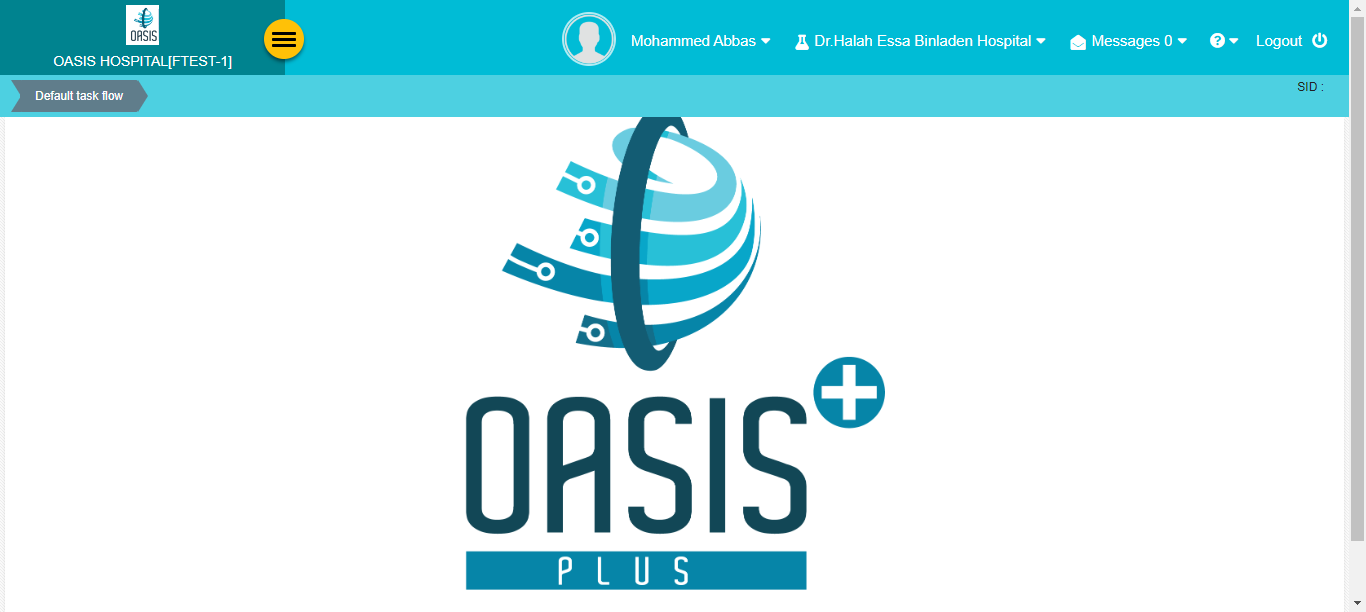 OASIS
OASIS HOSPITAL[FTEST-1]
Mohammed Abbas
Dr.Halah Essa Binladen Hospital
Messages 0
?
Logout
Default task flow
SID :
OASIS
PLUS